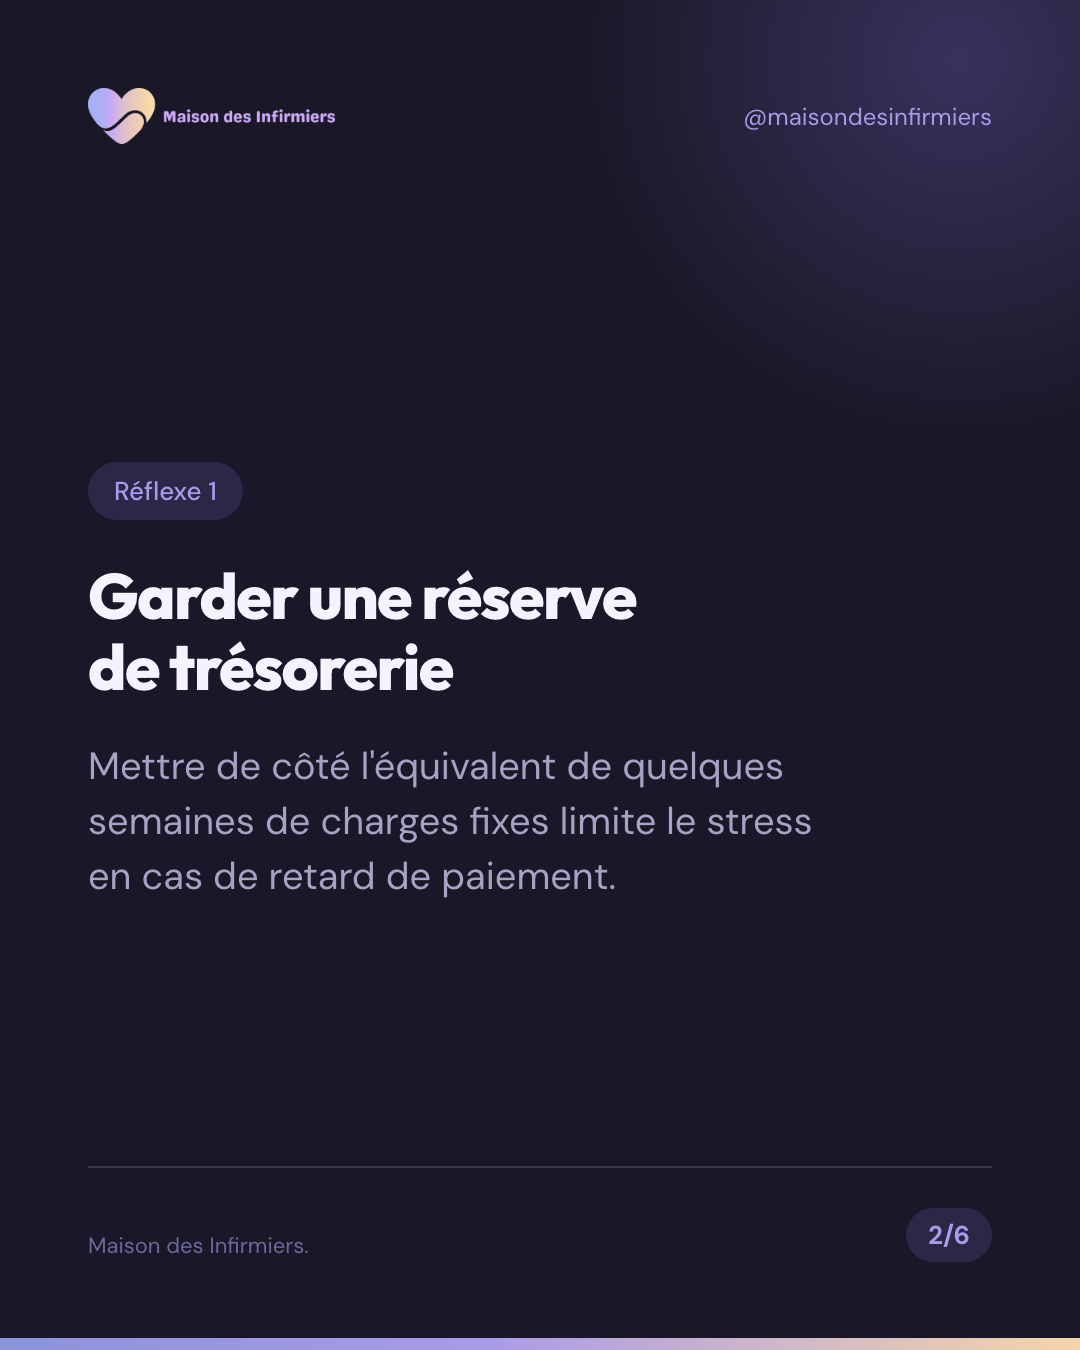 Maison des Infirmiers
@maisondesinfirmiers
Réflexe 1
Garder une réserve
de trésorerie
Mettre de côté l'équivalent de quelques
semaines de charges fixes limite le stress
en cas de retard de paiement.
Maison des Infirmiers.
2/6